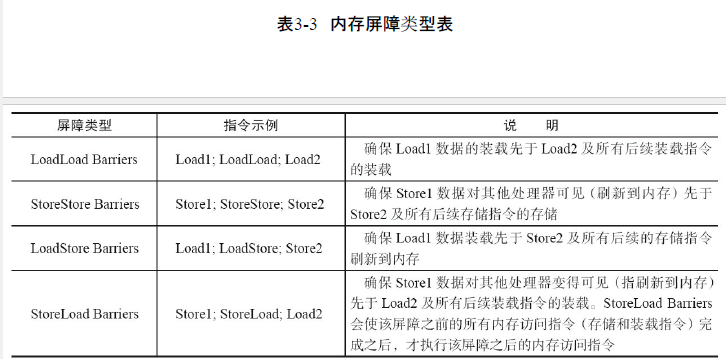 表3-3 内存屏障类型表
屏障类型 指令示例 说 明
LoadLoad Barriers Load1; LoadLoad; Load2 确保 Load1 数据的装载先于 Load2 及所有后续装载指令
的装载
StoreStore Barriers Store1; StoreStore; Store2 确保 Store1 数据对其他处理器可见（刷新到内存）先于
Store2 及所有后续存储指令的存储
LoadStore Barriers Load1; LoadStore; Store2 确保 Load1 数据装载先于 Store2 及所有后续的存储指令
刷新到内存
StoreLoad Barriers Store1; StoreLoad; Load2 确保 Store1 数据对其他处理器变得可见（指刷新到内存）
先于 Load2 及所有后续装载指令的装载。StoreLoad Barriers
会使该屏障之前的所有内存访问指令（存储和装载指令）完
成之后，才执行该屏障之后的内存访问指令